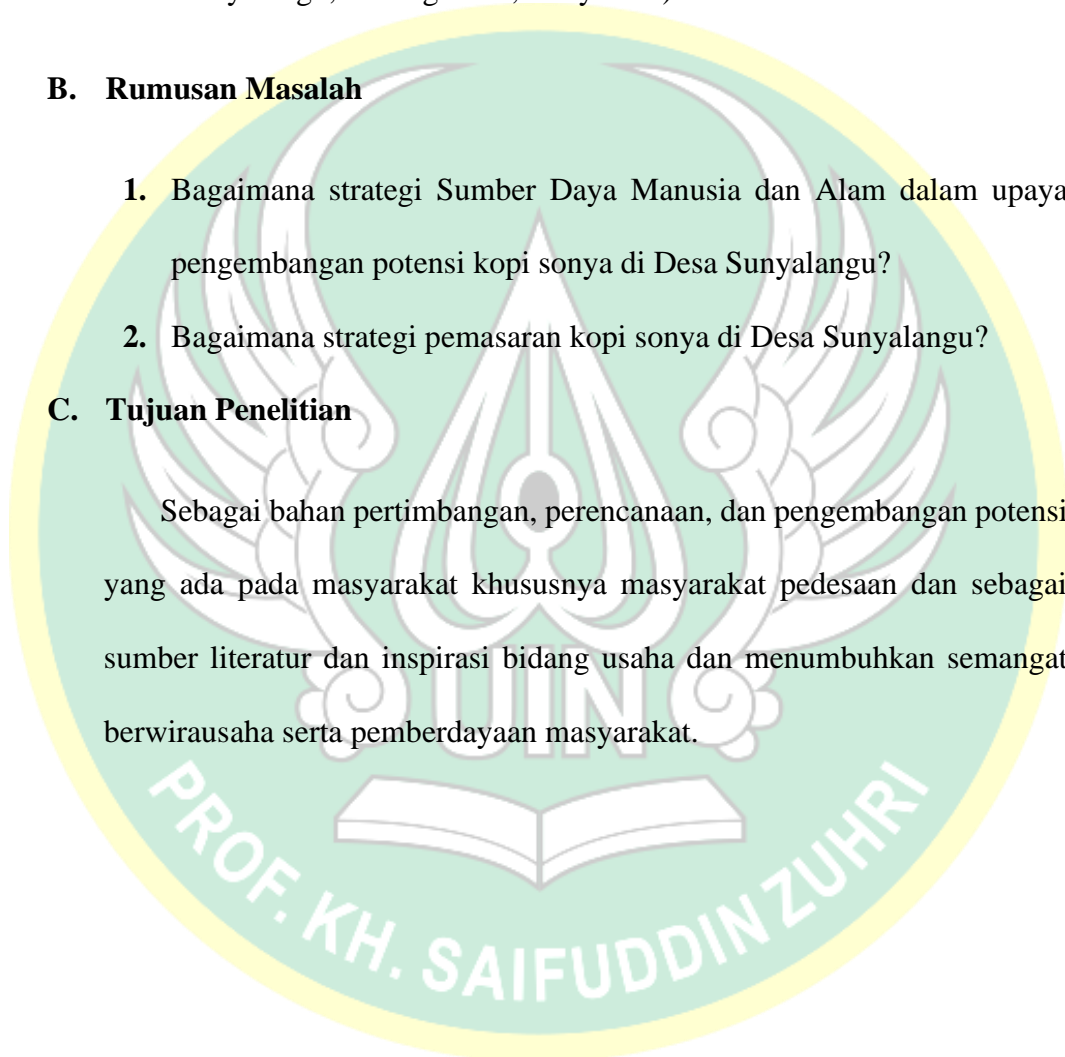 B. Rumusan Masalah
1. Bagaimana strategi Sumber Daya Manusia dan Alam dalam upaya
pengembangan potensi kopi sonya di Desa Sunyalangu?
2. Bagaimana strategi pemasaran kopi sonya di Desa Sunyalangu?
C. Tujuan Penelitian
Sebagai bahan pertimbangan, perencanaan, dan pengembangan potensi
yang ada pada masyarakat khususnya masyarakat pedesaan dan sebagai
sumber literatur dan inspirasi bidang usaha dan menumbuhkan semangat
berwirausaha serta pemberdayaan masyarakat.
UIN
PROF. KH. SAIFUDDIN ZUHRI